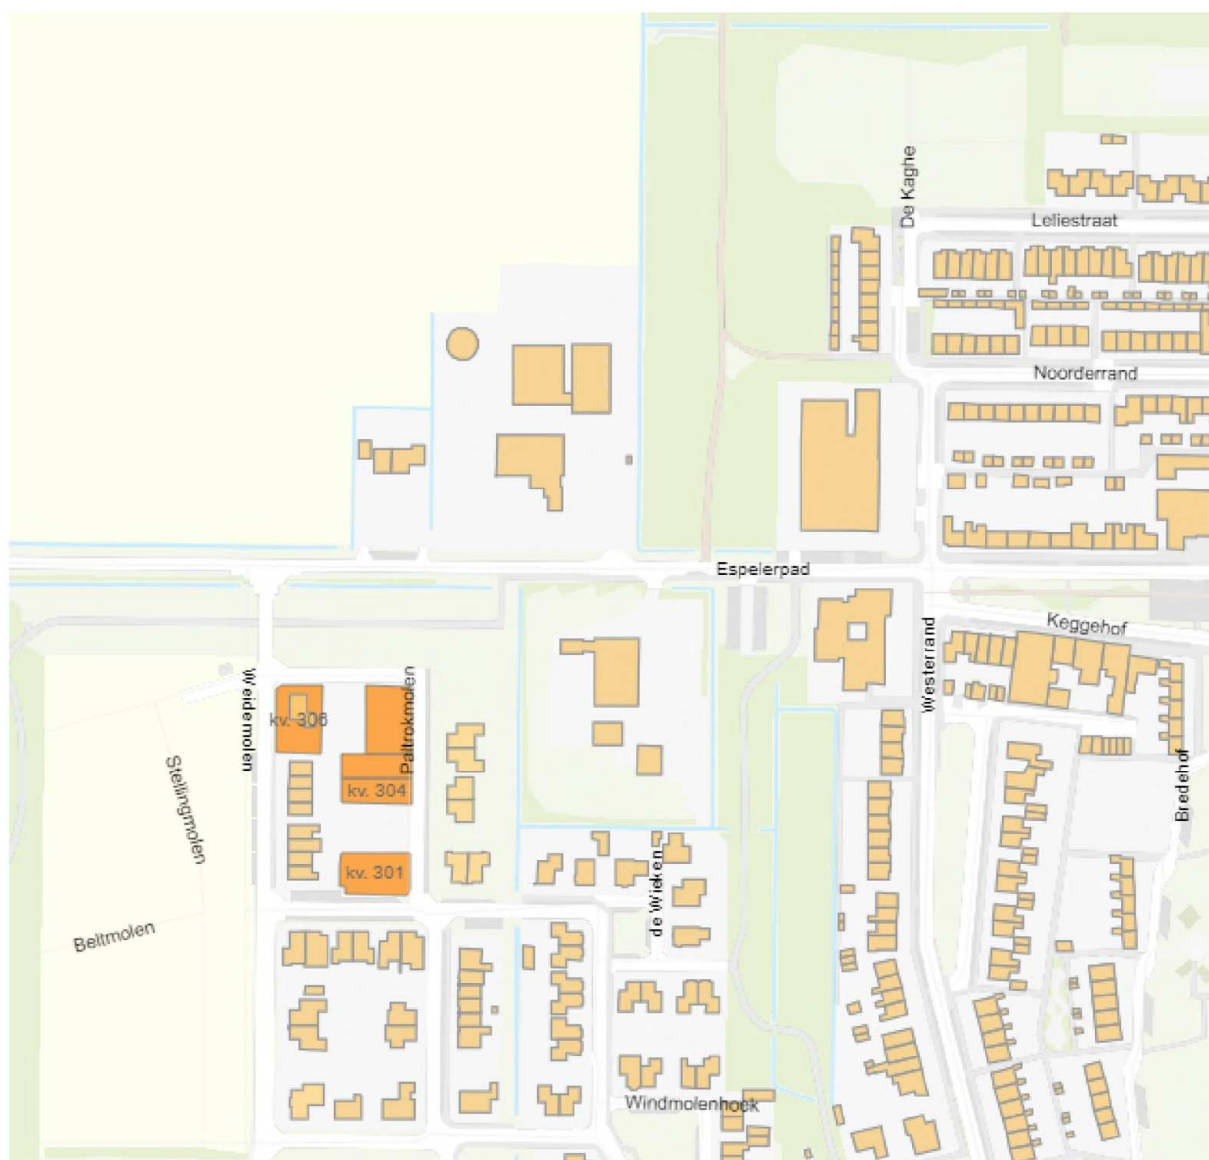 De Kaghe
Leliestraat
Noorderrand
Espelerpad
Keggehof
Westerrand
Weidemolen
Paltrokmolen
kv. 306
kv. 304
kv. 301
Stellingmolen
Beltmolen
de Wieken
Bredehof
Windmolenhoek